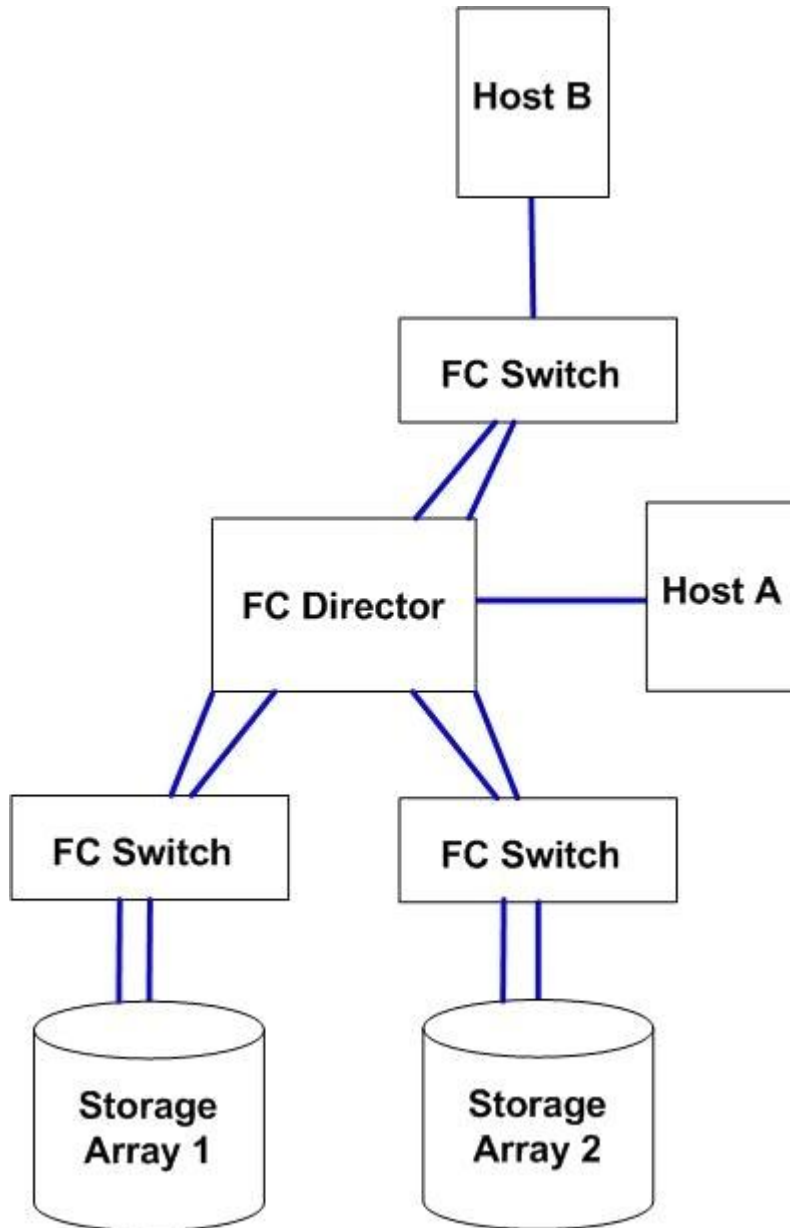 Host B
FC Switch
FC Director
Host A
FC Switch
FC Switch
Storage
Array 1
Storage
Array 2